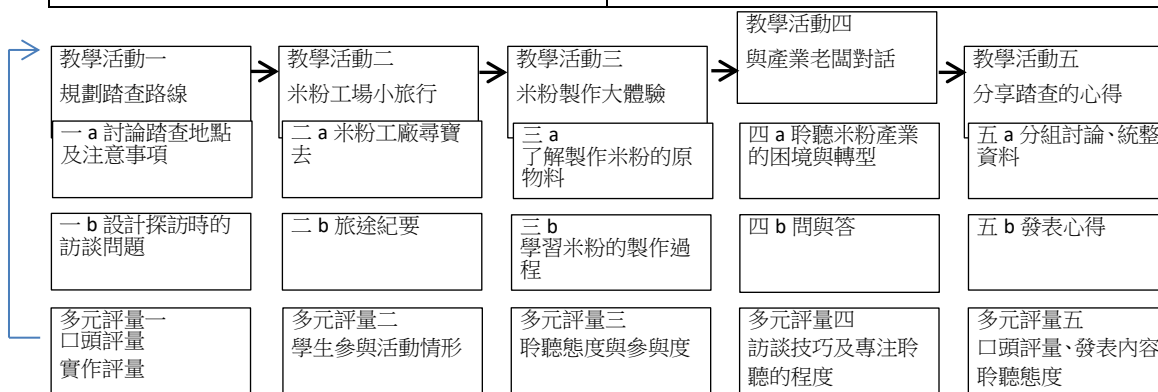 教學活動一
規劃踏查路線
一 a 討論踏查地點
及注意事項
一 b 設計探訪時的
訪談問題
多元評量一
口頭評量
實作評量
教學活動二
米粉工場小旅行
二 a 米粉工廠尋寶
去
二 b 旅途紀要
多元評量二
學生參與活動情形
教學活動三
米粉製作大體驗
三 a
了解製作米粉的原
物料
三 b
學習米粉的製作過
程
多元評量三
聆聽態度與參與度
教學活動四
與產業老闆對話
四 a 聆聽米粉產業
的困境與轉型
四 b 問與答
多元評量四
訪談技巧及專注聆
聽的程度
教學活動五
分享踏查的心得
五 a 分組討論、統整
資料
五 b 發表心得
多元評量五
口頭評量、發表內容
聆聽態度